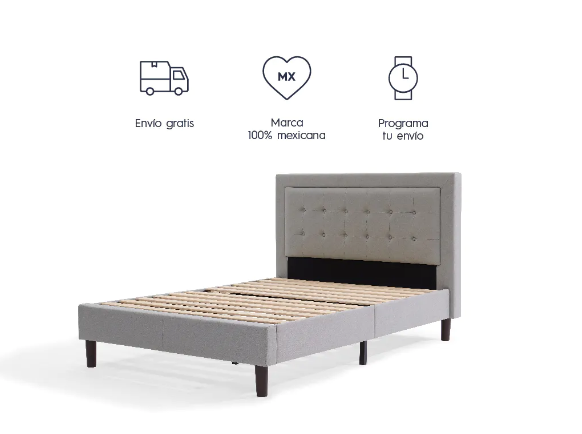 MX
Envío gratis
Marca
100% mexicana
Programa
tu envío